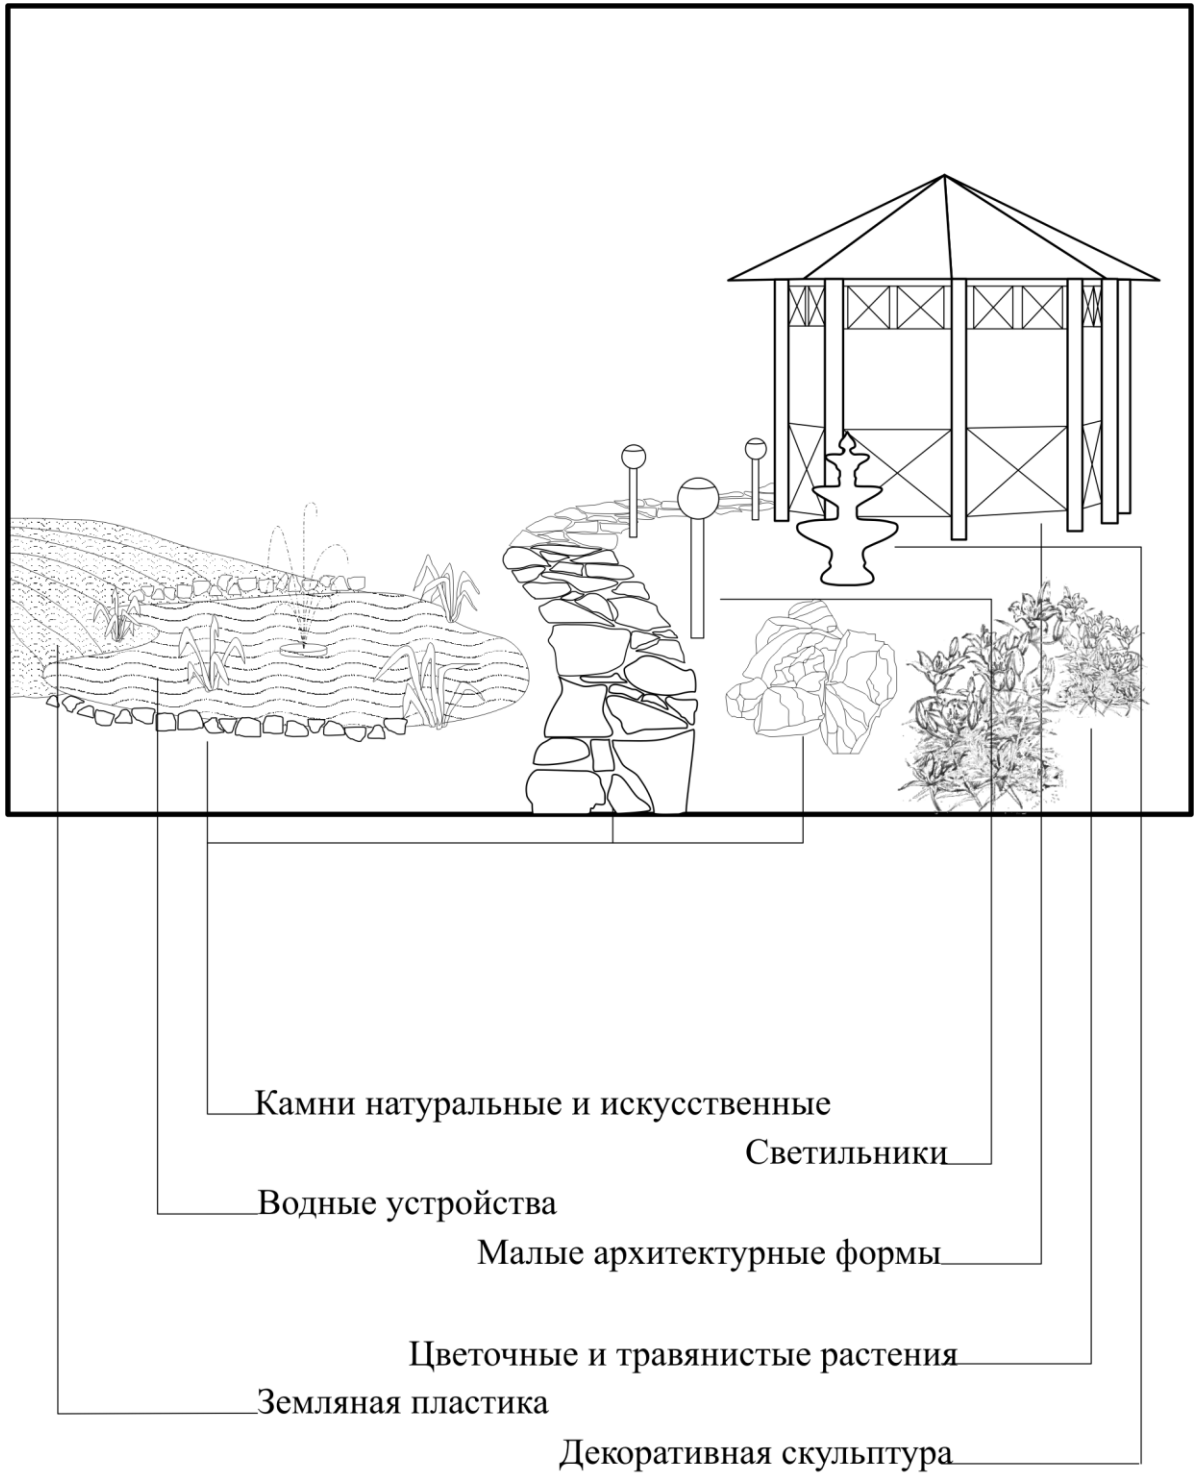 Камни натуральные и искусственные
Светильники
Водные устройства
Малые архитектурные формы
Цветочные и травянистые растения
Земляная пластика
Декоративная скульптура